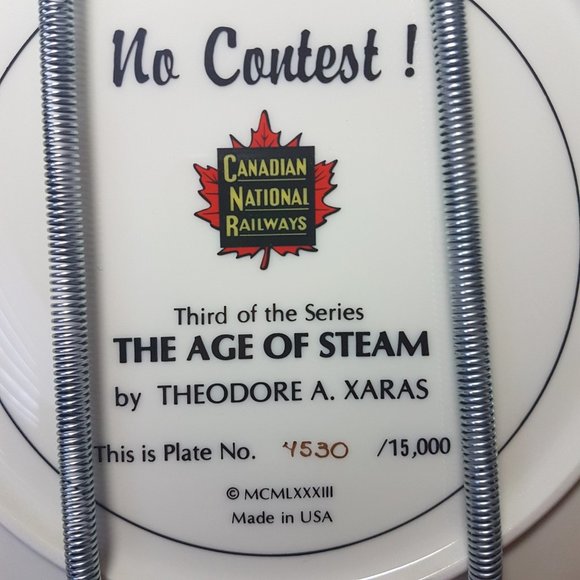 No Contest !
CANADIAN
NATIONAL
RAILWAYS
Third of the Series
THE AGE OF STEAM
by THEODORE A. XARAS
This is Plate No. 4530 /15,000
© MCMLXXXIII
Made in USA